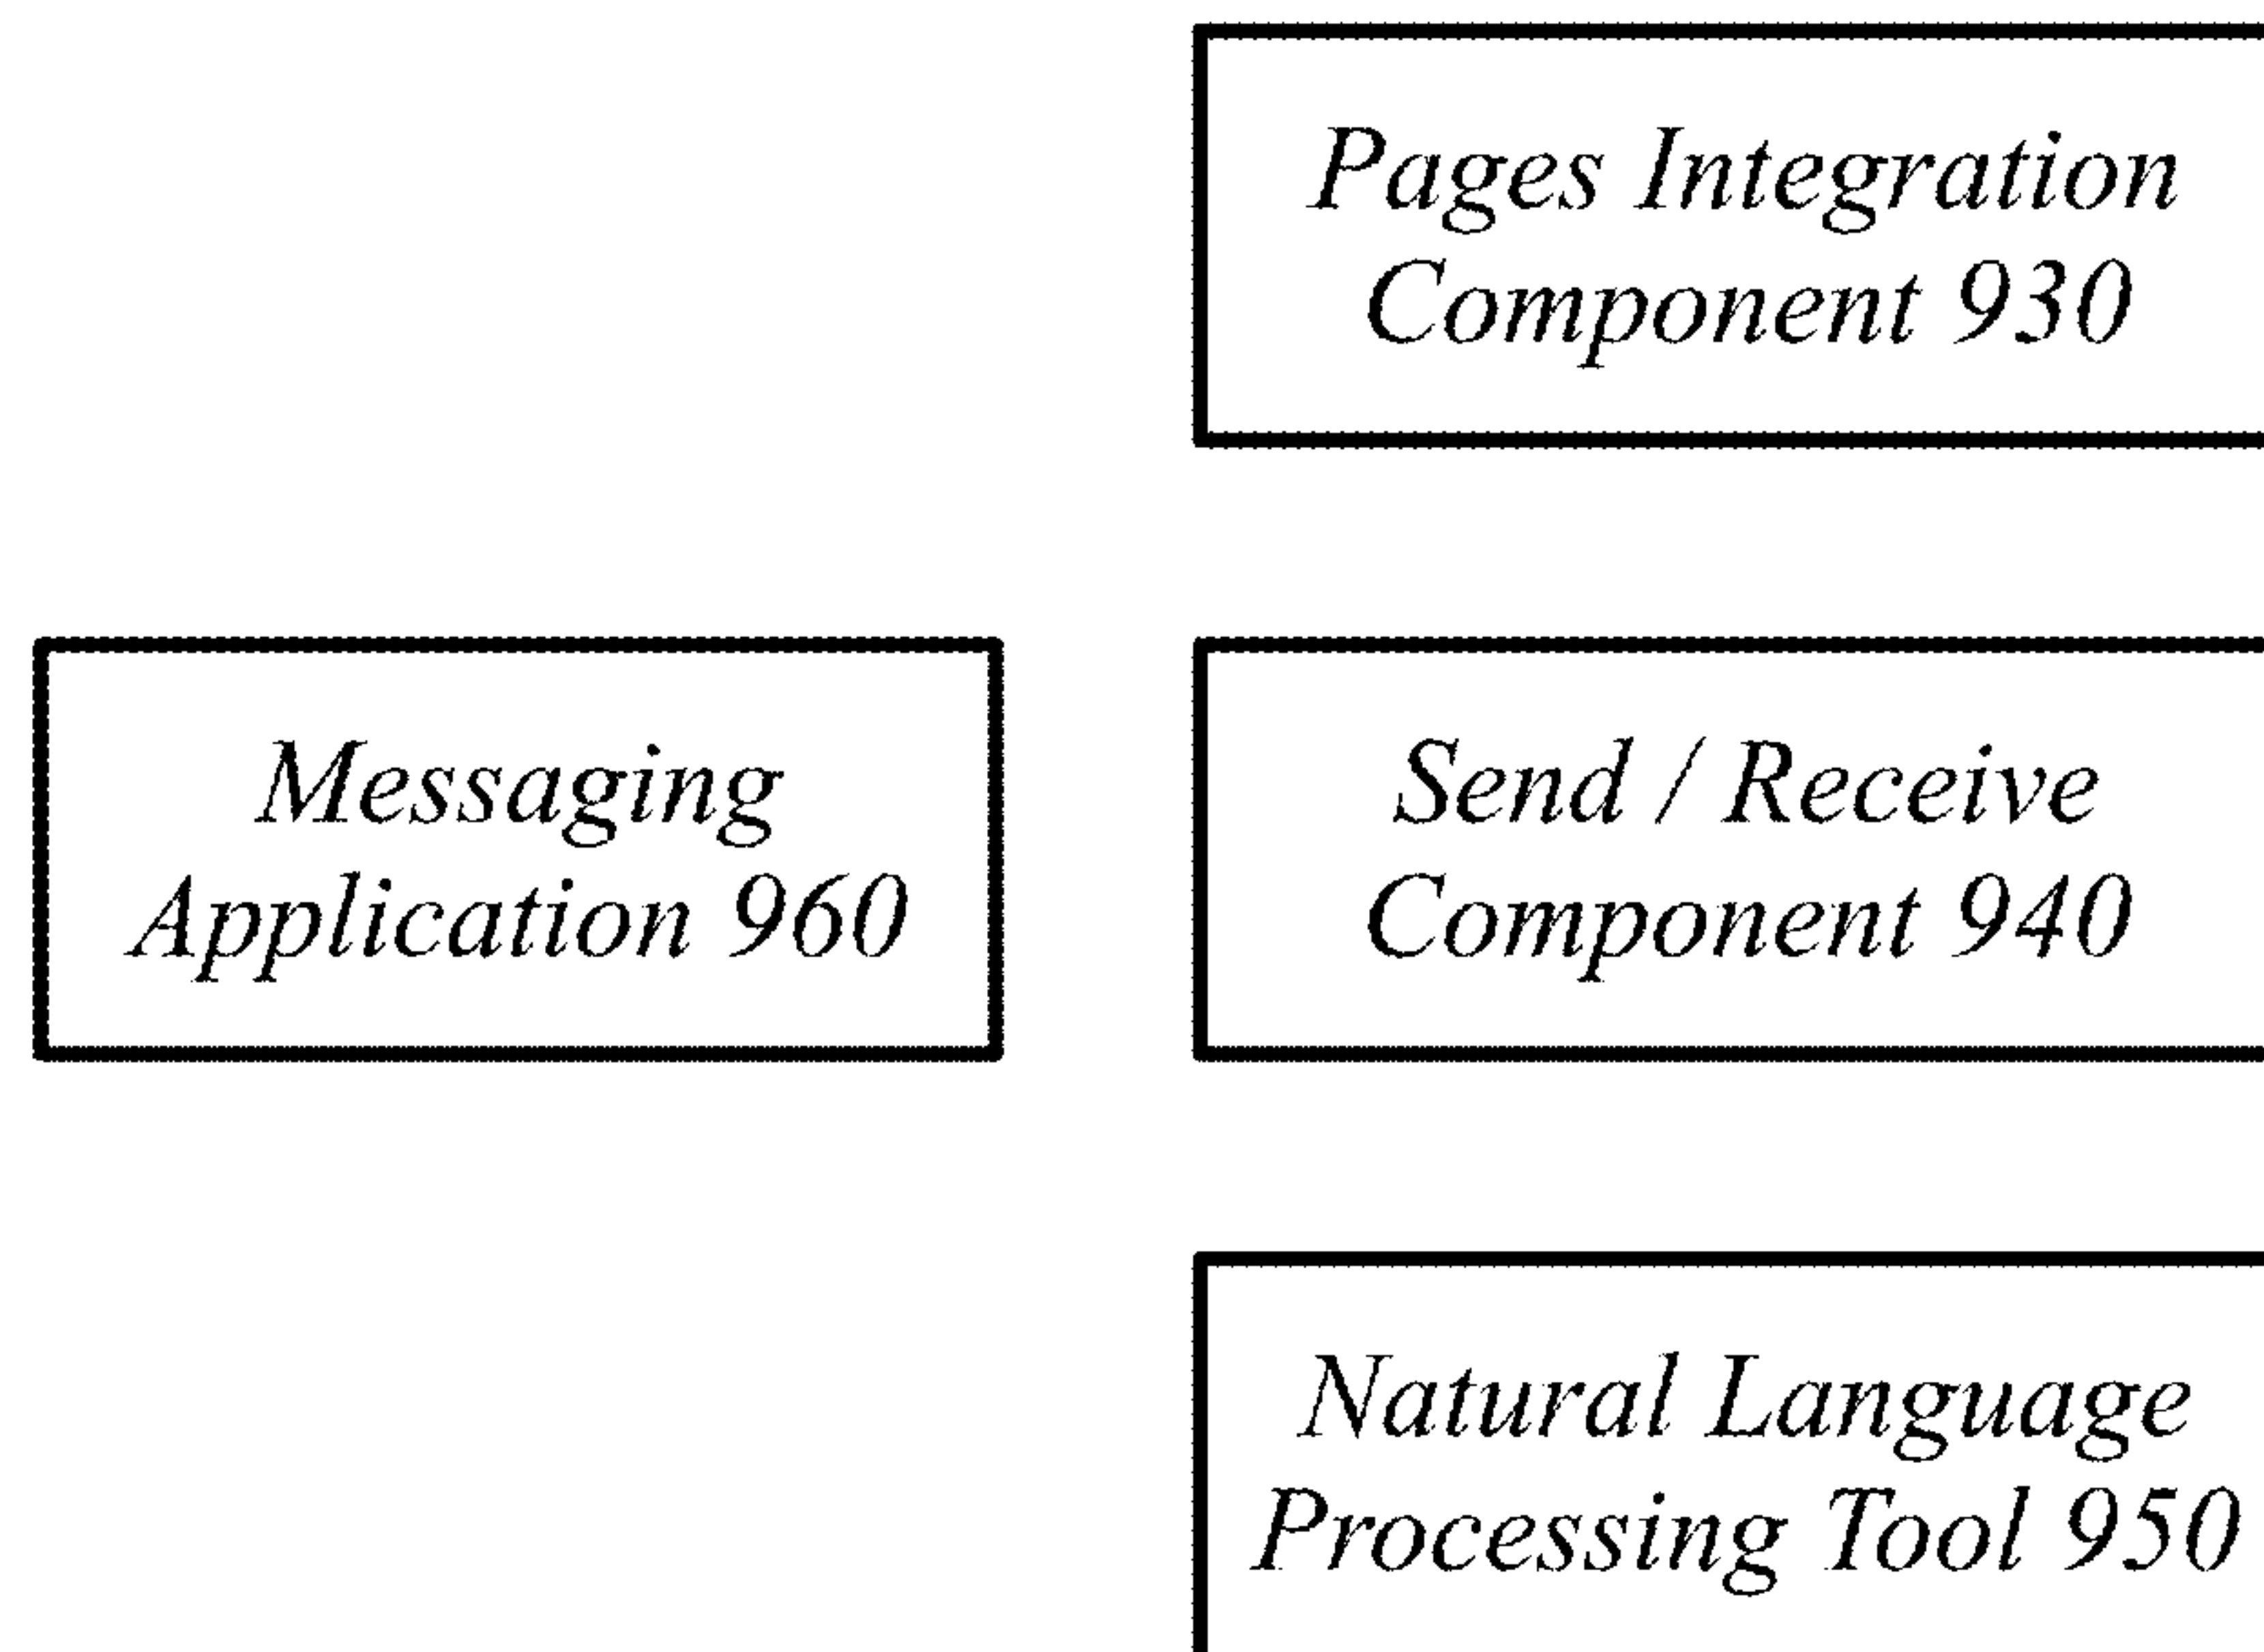 Pages Integration
Component 930
Messaging
Application 960
Send / Receive
Component 940
Natural Language
Processing Tool 950